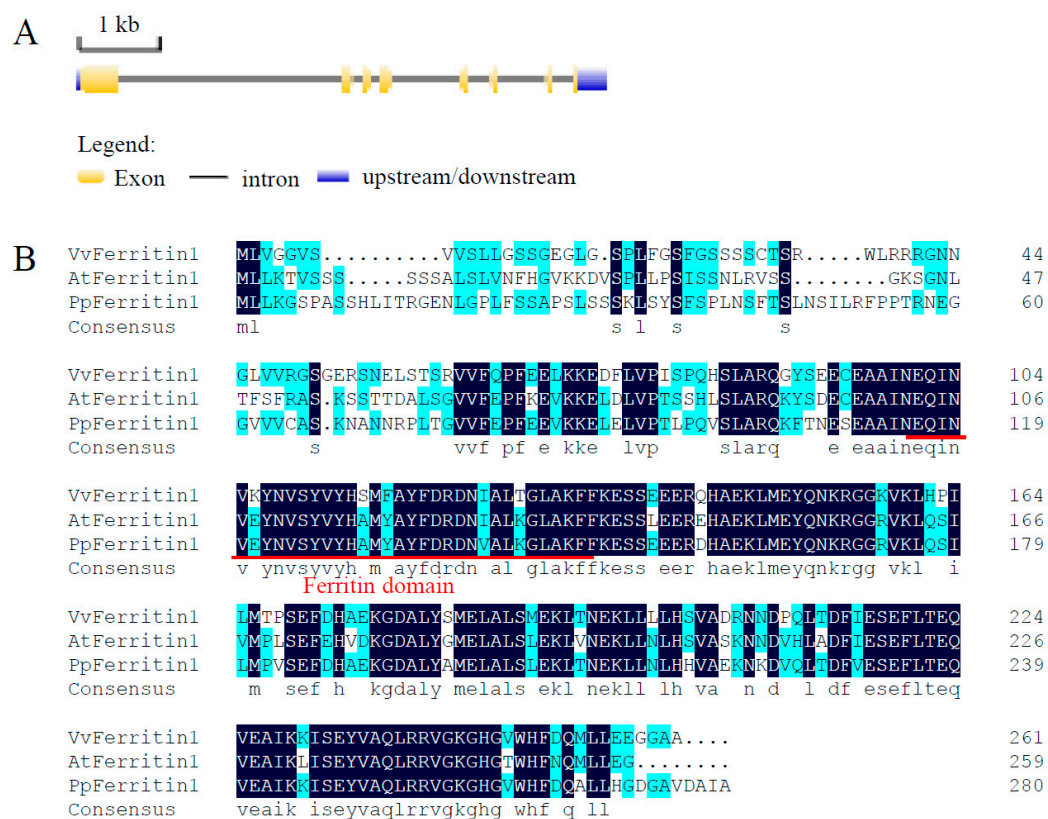 A
1 kb
Legend:
Exon intron upstream/downstream
B
VvFerritin1 MLVGGVS..........VVSLLGSSGEGLG.SPLFGSFGSSSSCTSR.....WLRRRGNN 44
AtFerritin1 MLLKTVSSS.....SSSALSLVNFHGVKKDVSPLLPSISSNLRVSS........GKSGNL 47
PpFerritin1 MLLKGSPASSHLITRGENLGPLFSSAPSLSSSKLSYSFSPLNSFTSLNSILRFPPTRNEG 60
Consensus ml s l s s
VvFerritin1 GLVVRGSGERSNELSTSRVVFQPFEELKKEDFLVPISPQHSLARQGYSEECEAAINEQIN 104
AtFerritin1 TFSFRAS.KSSTTDALSGVVFEPFKEVKKELDLVPTSSHLSLARQKYSDECEAAINEQIN 106
PpFerritin1 GVVVCAS.KNANNRPLTGVVFEPFEEVKKELELVPTLPQVSLARQKFTNESEAAINEQIN 119
Consensus s vvf pf e kke lvp slarq e eaaineqin
VvFerritin1 VKYNVSYVYHSMFAYFDRDNIALTGLAKFFKESSEEERQHAEKLMEYQNKRGGKVKLHPI 164
AtFerritin1 VEYNVSYVYHAMYAYFDRDNIALKGLAKFFKESSLEEREHAEKLMEYQNKRGGRVKLQSI 166
PpFerritin1 VEYNVSYVYHAMYAYFDRDNVALKGLAKFFKESSEEERDHAEKLMEYQNKRGGRVKLQSI 179
Consensus v ynvsyvyh m ayfdrdn al glakffkess eer haeklmeyqnkrgg vkl i
Ferritin domain
VvFerritin1 LMTPSEFDHAEKGDALYSMELALSMEKLTNEKLLLLHSVADRNNDPQLTDFIESEFLTEQ 224
AtFerritin1 VMPLSEFEHVDKGDALYGMELALSLEKLVNEKLLNLHSVASKNNDVHLADFIESEFLTEQ 226
PpFerritin1 LMPVSEFDHAEKGDALYAMELALSLEKLTNEKLLNLHHVAEKNKDVQLTDFVESEFLTEQ 239
Consensus m sef h kgdaly melals ekl nekll lh va n d l df eseflteq
VvFerritin1 VEAIKKISEYVAQLRRVGKGHGVWHFDQMLLEEGGAA.... 261
AtFerritin1 VEAIKLISEYVAQLRRVGKGHGTWHFNQMLLEG........ 259
PpFerritin1 VEAIKKISEYVAQLRRVGKGHGVWHFDQALLHGDGAVDAIA 280
Consensus veaik iseyvaqlrrvgkghg whf q ll